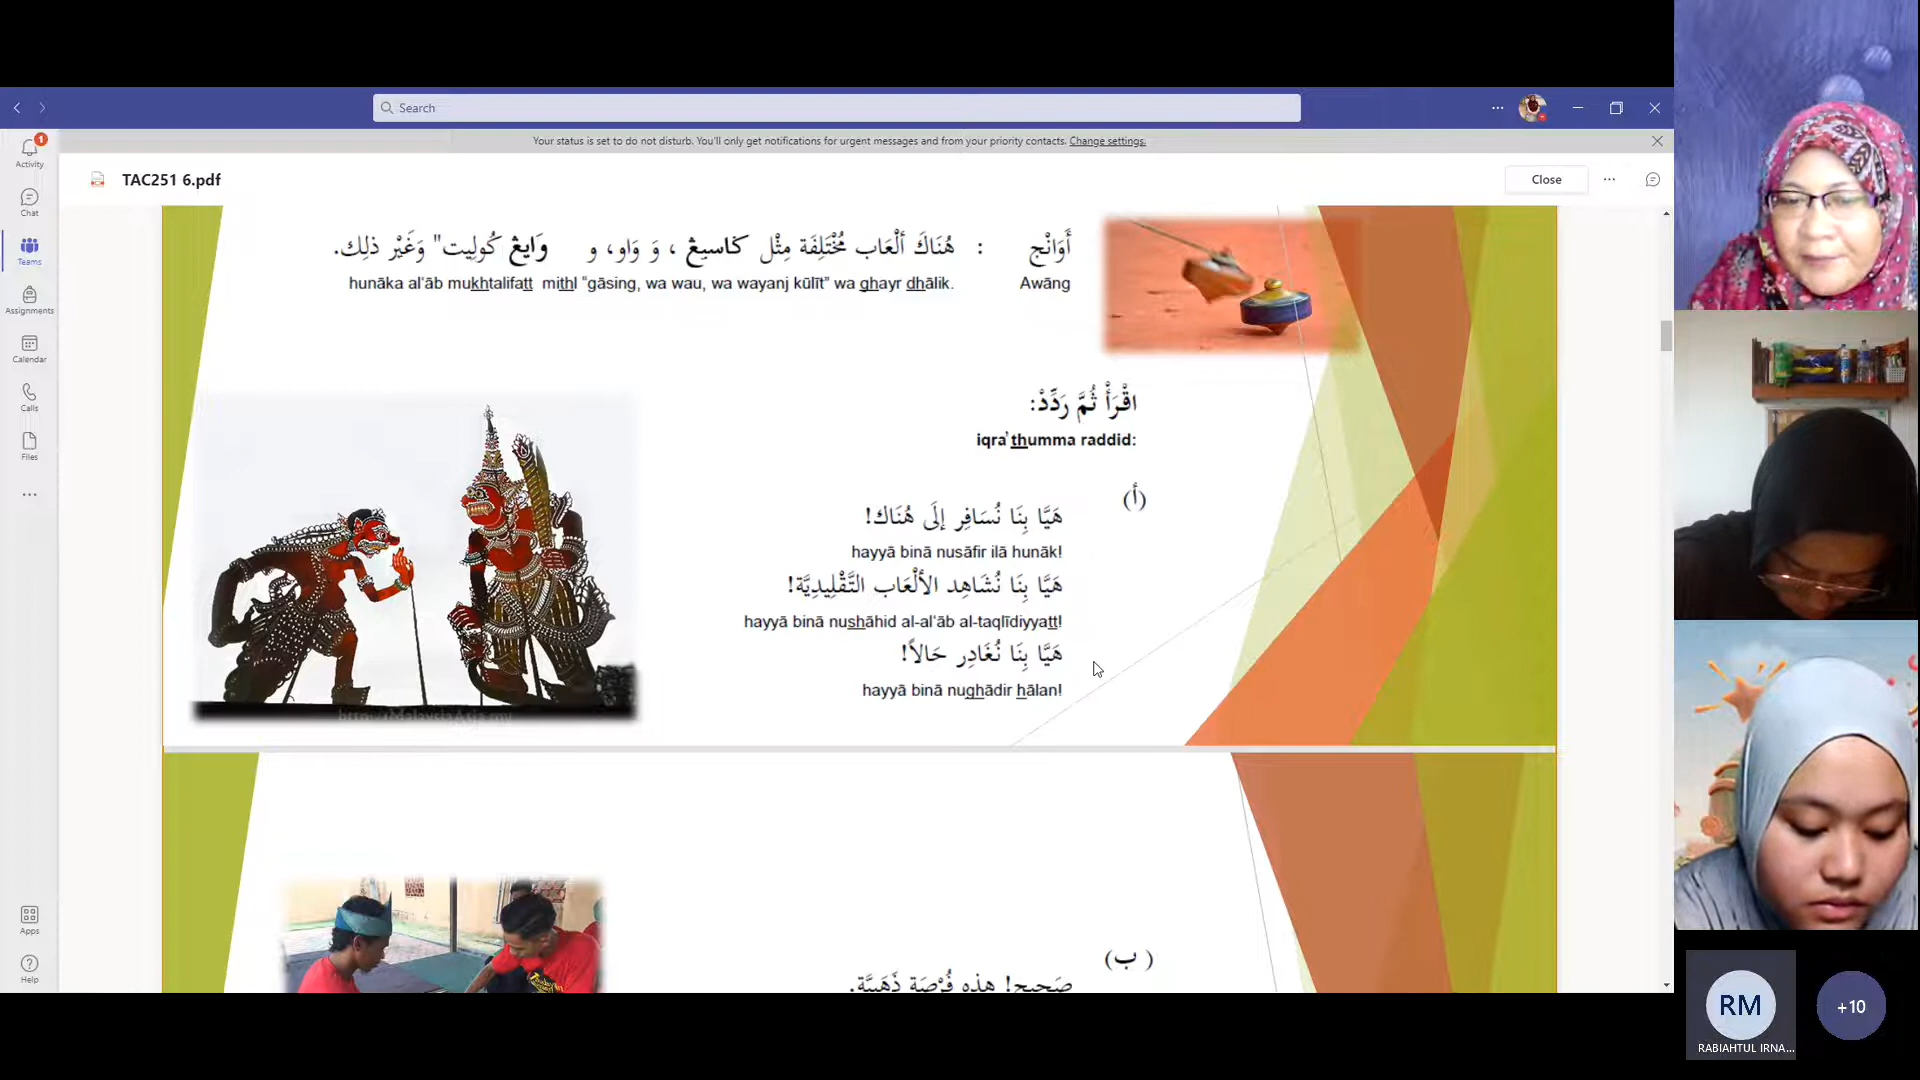 Search
Your status is set to do not disturb. You'll only get notifications for urgent messages and from your priority contacts. Change settings.
1
Activity
Chat
Teams
Assignments
Calendar
Calls
Files
Apps
Help
TAC251 6.pdf
Close
أَوَانْج : هُنَاكَ أَلْعَاب مُخْتَلِفَة مِثْل ڬاسيڠ ، وَ وَاو، و وَايڠ كُولِيت" وَغَيْر ذلِك.
Awāng hunāka al‘āb mukhtalifatt mithl “gāsing, wa wau, wa wayanj kūlīt” wa ghayr dhālik.
اقْرَأْ ثُمَّ رَدِّدْ:
iqra’ thumma raddid:
(أ)
هَيَّا بِنَا نُسَافِر إِلَى هُنَاك!
hayyā binā nusāfir ilā hunāk!
هَيَّا بِنَا نُشَاهِد الأَلْعَاب التَّقْلِيدِيَّة!
hayyā binā nushāhid al-al‘āb al-taqlīdiyyatt!
هَيَّا بِنَا نُغَادِر حَالاً!
hayyā binā nughādir hālan!
(ب )
صَحِيح! هذِه فُرْصَة ذَهَبِيَّة.
RM
RABIAHTUL IRNA...
+10